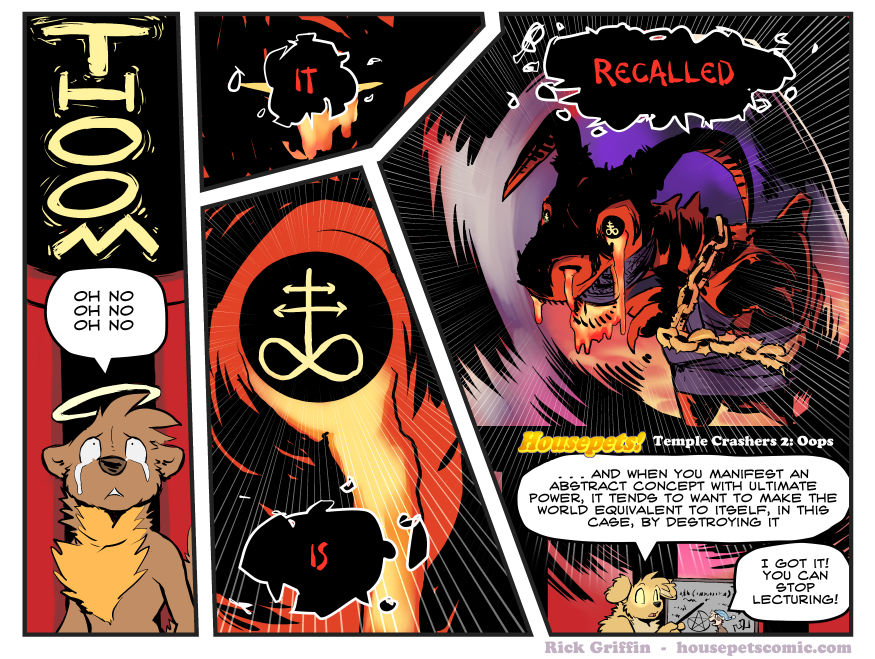 THOOM
OH NO
OH NO
OH NO
IT
IS
RECALLED
Housepets! Temple Crashers 2: Oops
. . . AND WHEN YOU MANIFEST AN
ABSTRACT CONCEPT WITH ULTIMATE
POWER, IT TENDS TO WANT TO MAKE THE
WORLD EQUIVALENT TO ITSELF, IN THIS
CASE, BY DESTROYING IT
I GOT IT!
YOU CAN
STOP
LECTURING!
Rick Griffin - housepetscomic.com